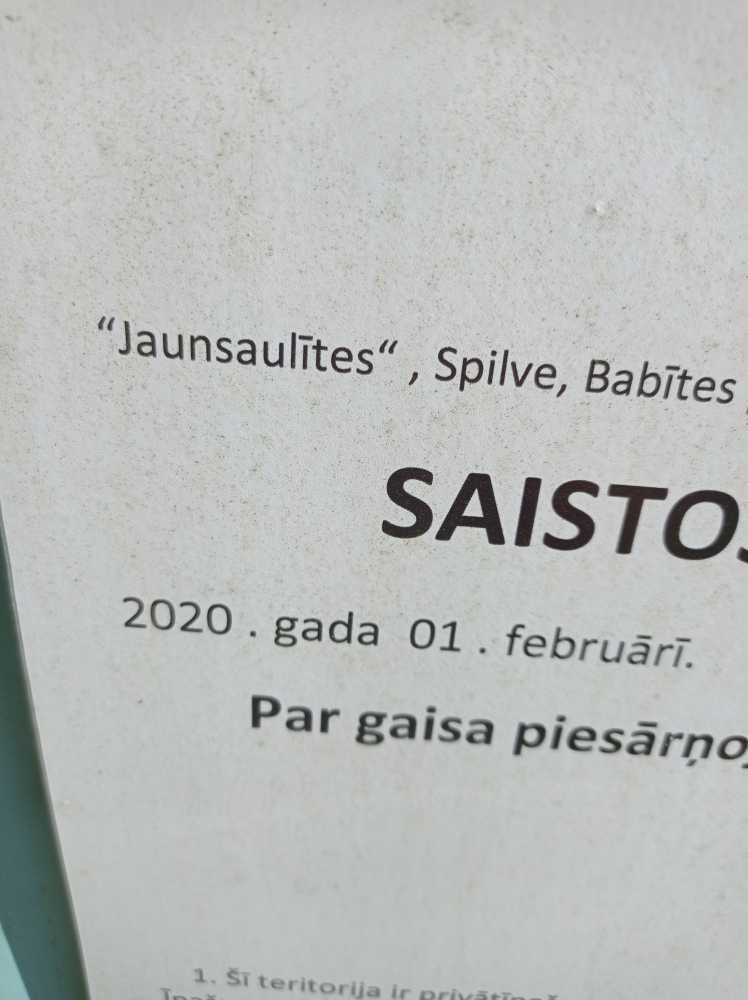 “Jaunsaulītes“ , Spilve, Babītes
SAISTO
2020 . gada 01 . februārī.
Par gaisa piesārņo
1. Šī teritorija ir